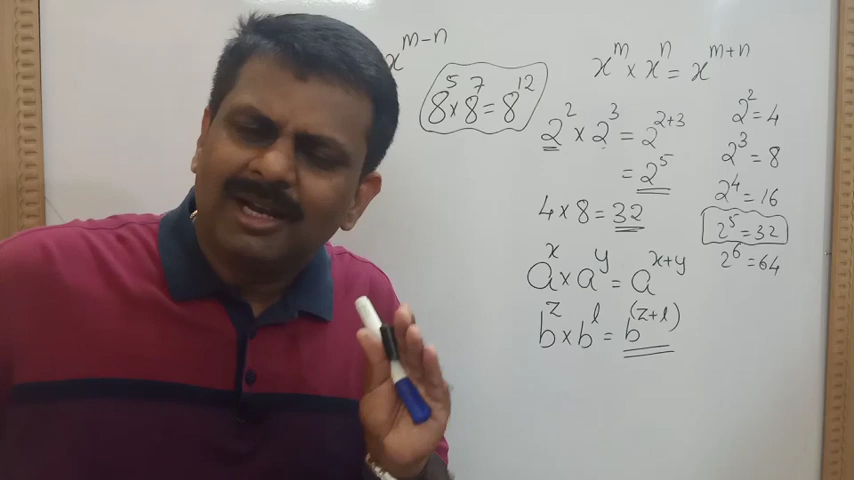 x^{m-n}
8^5 × 8^7 = 8^{12}
x^m × x^n = x^{m+n}
2^2 × 2^3 = 2^{2+3}
= 2^5
4 × 8 = 32
a^x × a^y = a^{x+y}
b^z × b^l = b^{(z+l)}
2^2 = 4
2^3 = 8
2^4 = 16
2^5 = 32
2^6 = 64